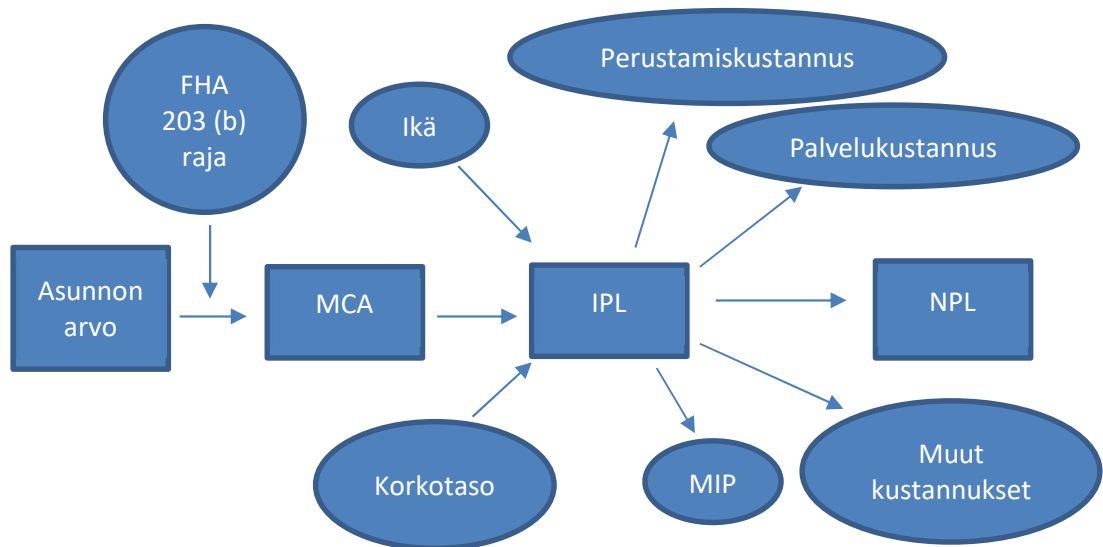 Perustamiskustannus
FHA
203 (b)
raja
Ikä
Palvelukustannus
Asunnon
arvo
MCA
IPL
NPL
Korkotaso
MIP
Muut
kustannukset